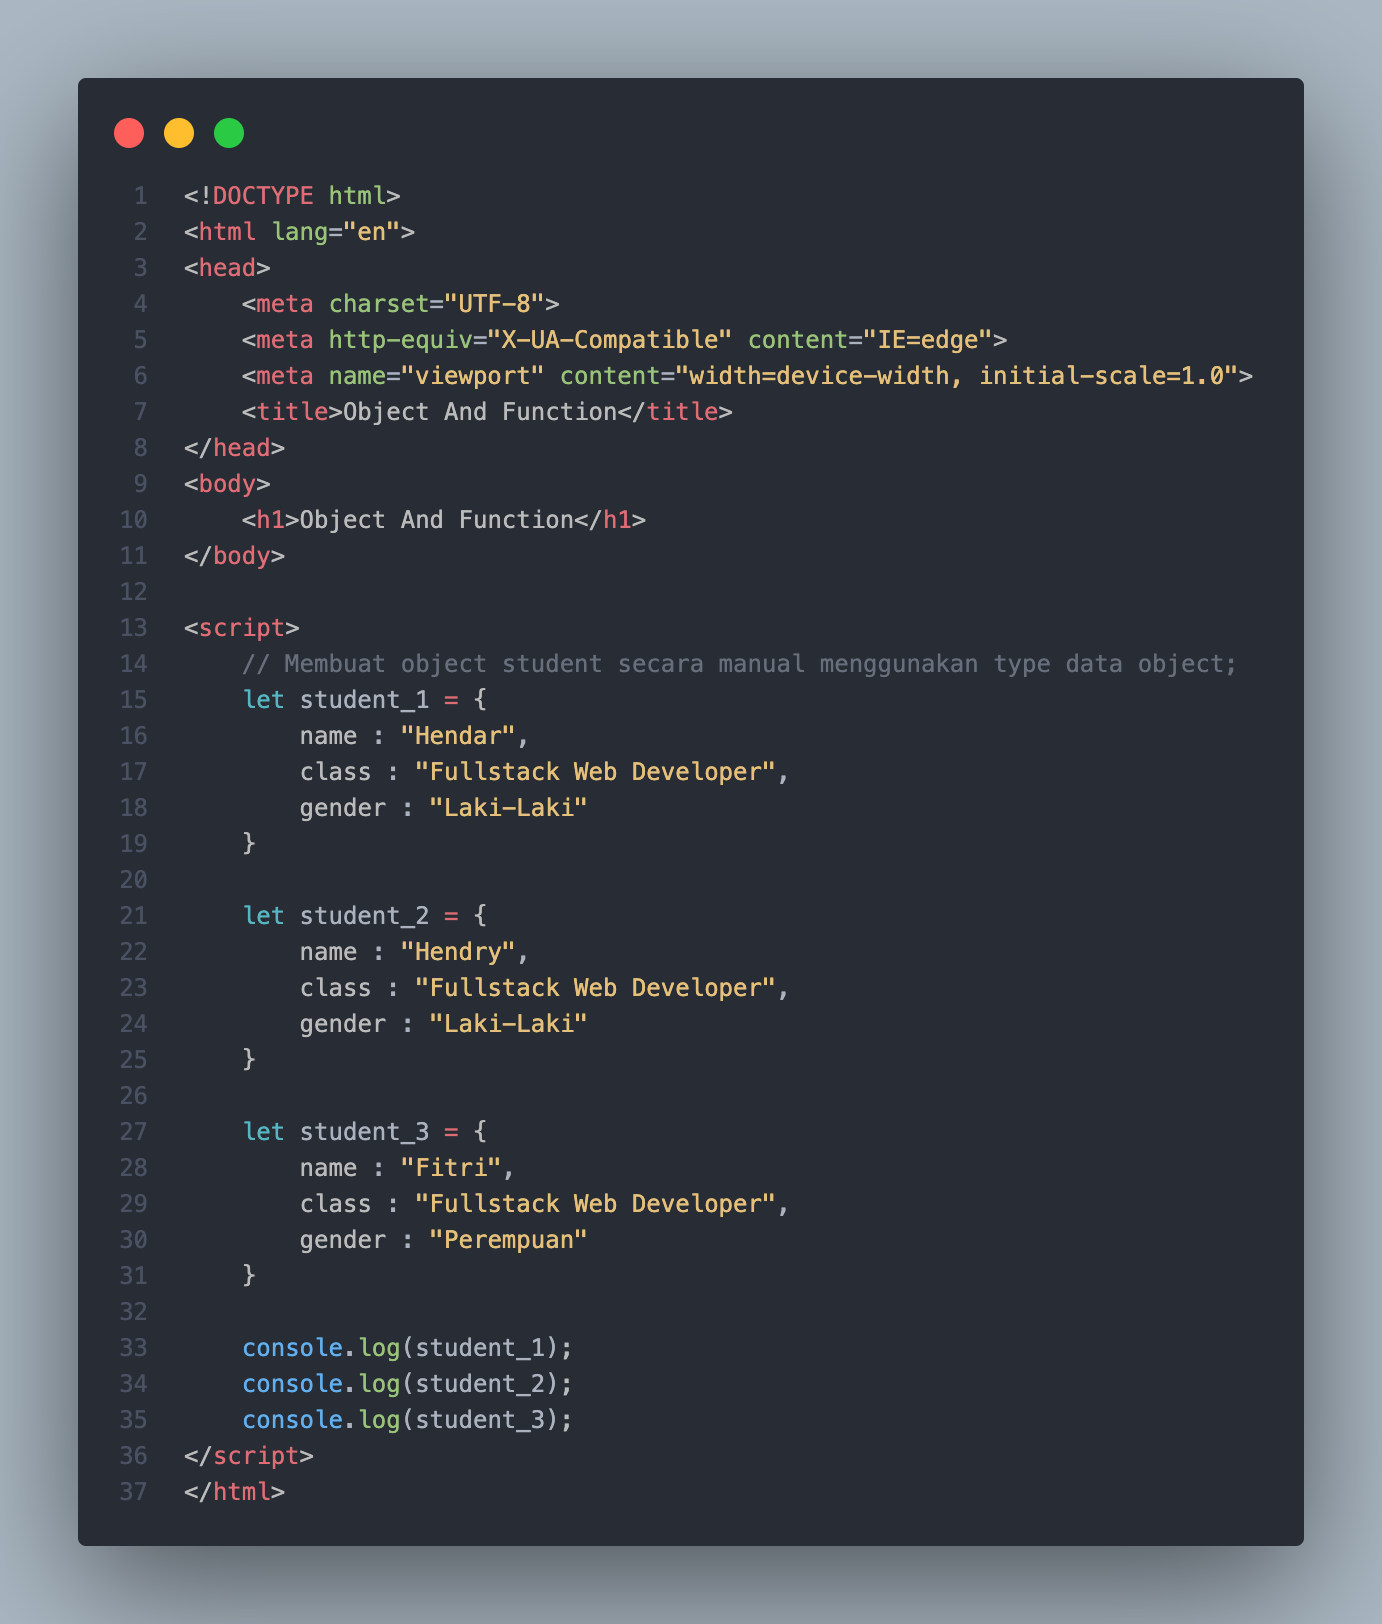 1 <!DOCTYPE html>
2 <html lang="en">
3 <head>
4     <meta charset="UTF-8">
5     <meta http-equiv="X-UA-Compatible" content="IE=edge">
6     <meta name="viewport" content="width=device-width, initial-scale=1.0">
7     <title>Object And Function</title>
8 </head>
9 <body>
10     <h1>Object And Function</h1>
11 </body>
12
13 <script>
14     // Membuat object student secara manual menggunakan type data object;
15     let student_1 = {
16         name : "Hendar",
17         class : "Fullstack Web Developer",
18         gender : "Laki-Laki"
19     }
20
21     let student_2 = {
22         name : "Hendry",
23         class : "Fullstack Web Developer",
24         gender : "Laki-Laki"
25     }
26
27     let student_3 = {
28         name : "Fitri",
29         class : "Fullstack Web Developer",
30         gender : "Perempuan"
31     }
32
33     console.log(student_1);
34     console.log(student_2);
35     console.log(student_3);
36 </script>
37 </html>